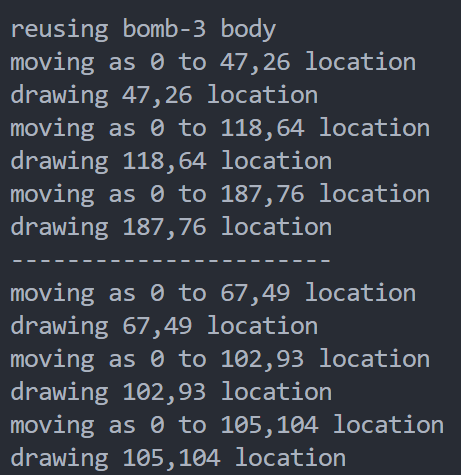 reusing bomb-3 body
moving as 0 to 47,26 location
drawing 47,26 location
moving as 0 to 118,64 location
drawing 118,64 location
moving as 0 to 187,76 location
drawing 187,76 location
-----------------------
moving as 0 to 67,49 location
drawing 67,49 location
moving as 0 to 102,93 location
drawing 102,93 location
moving as 0 to 105,104 location
drawing 105,104 location